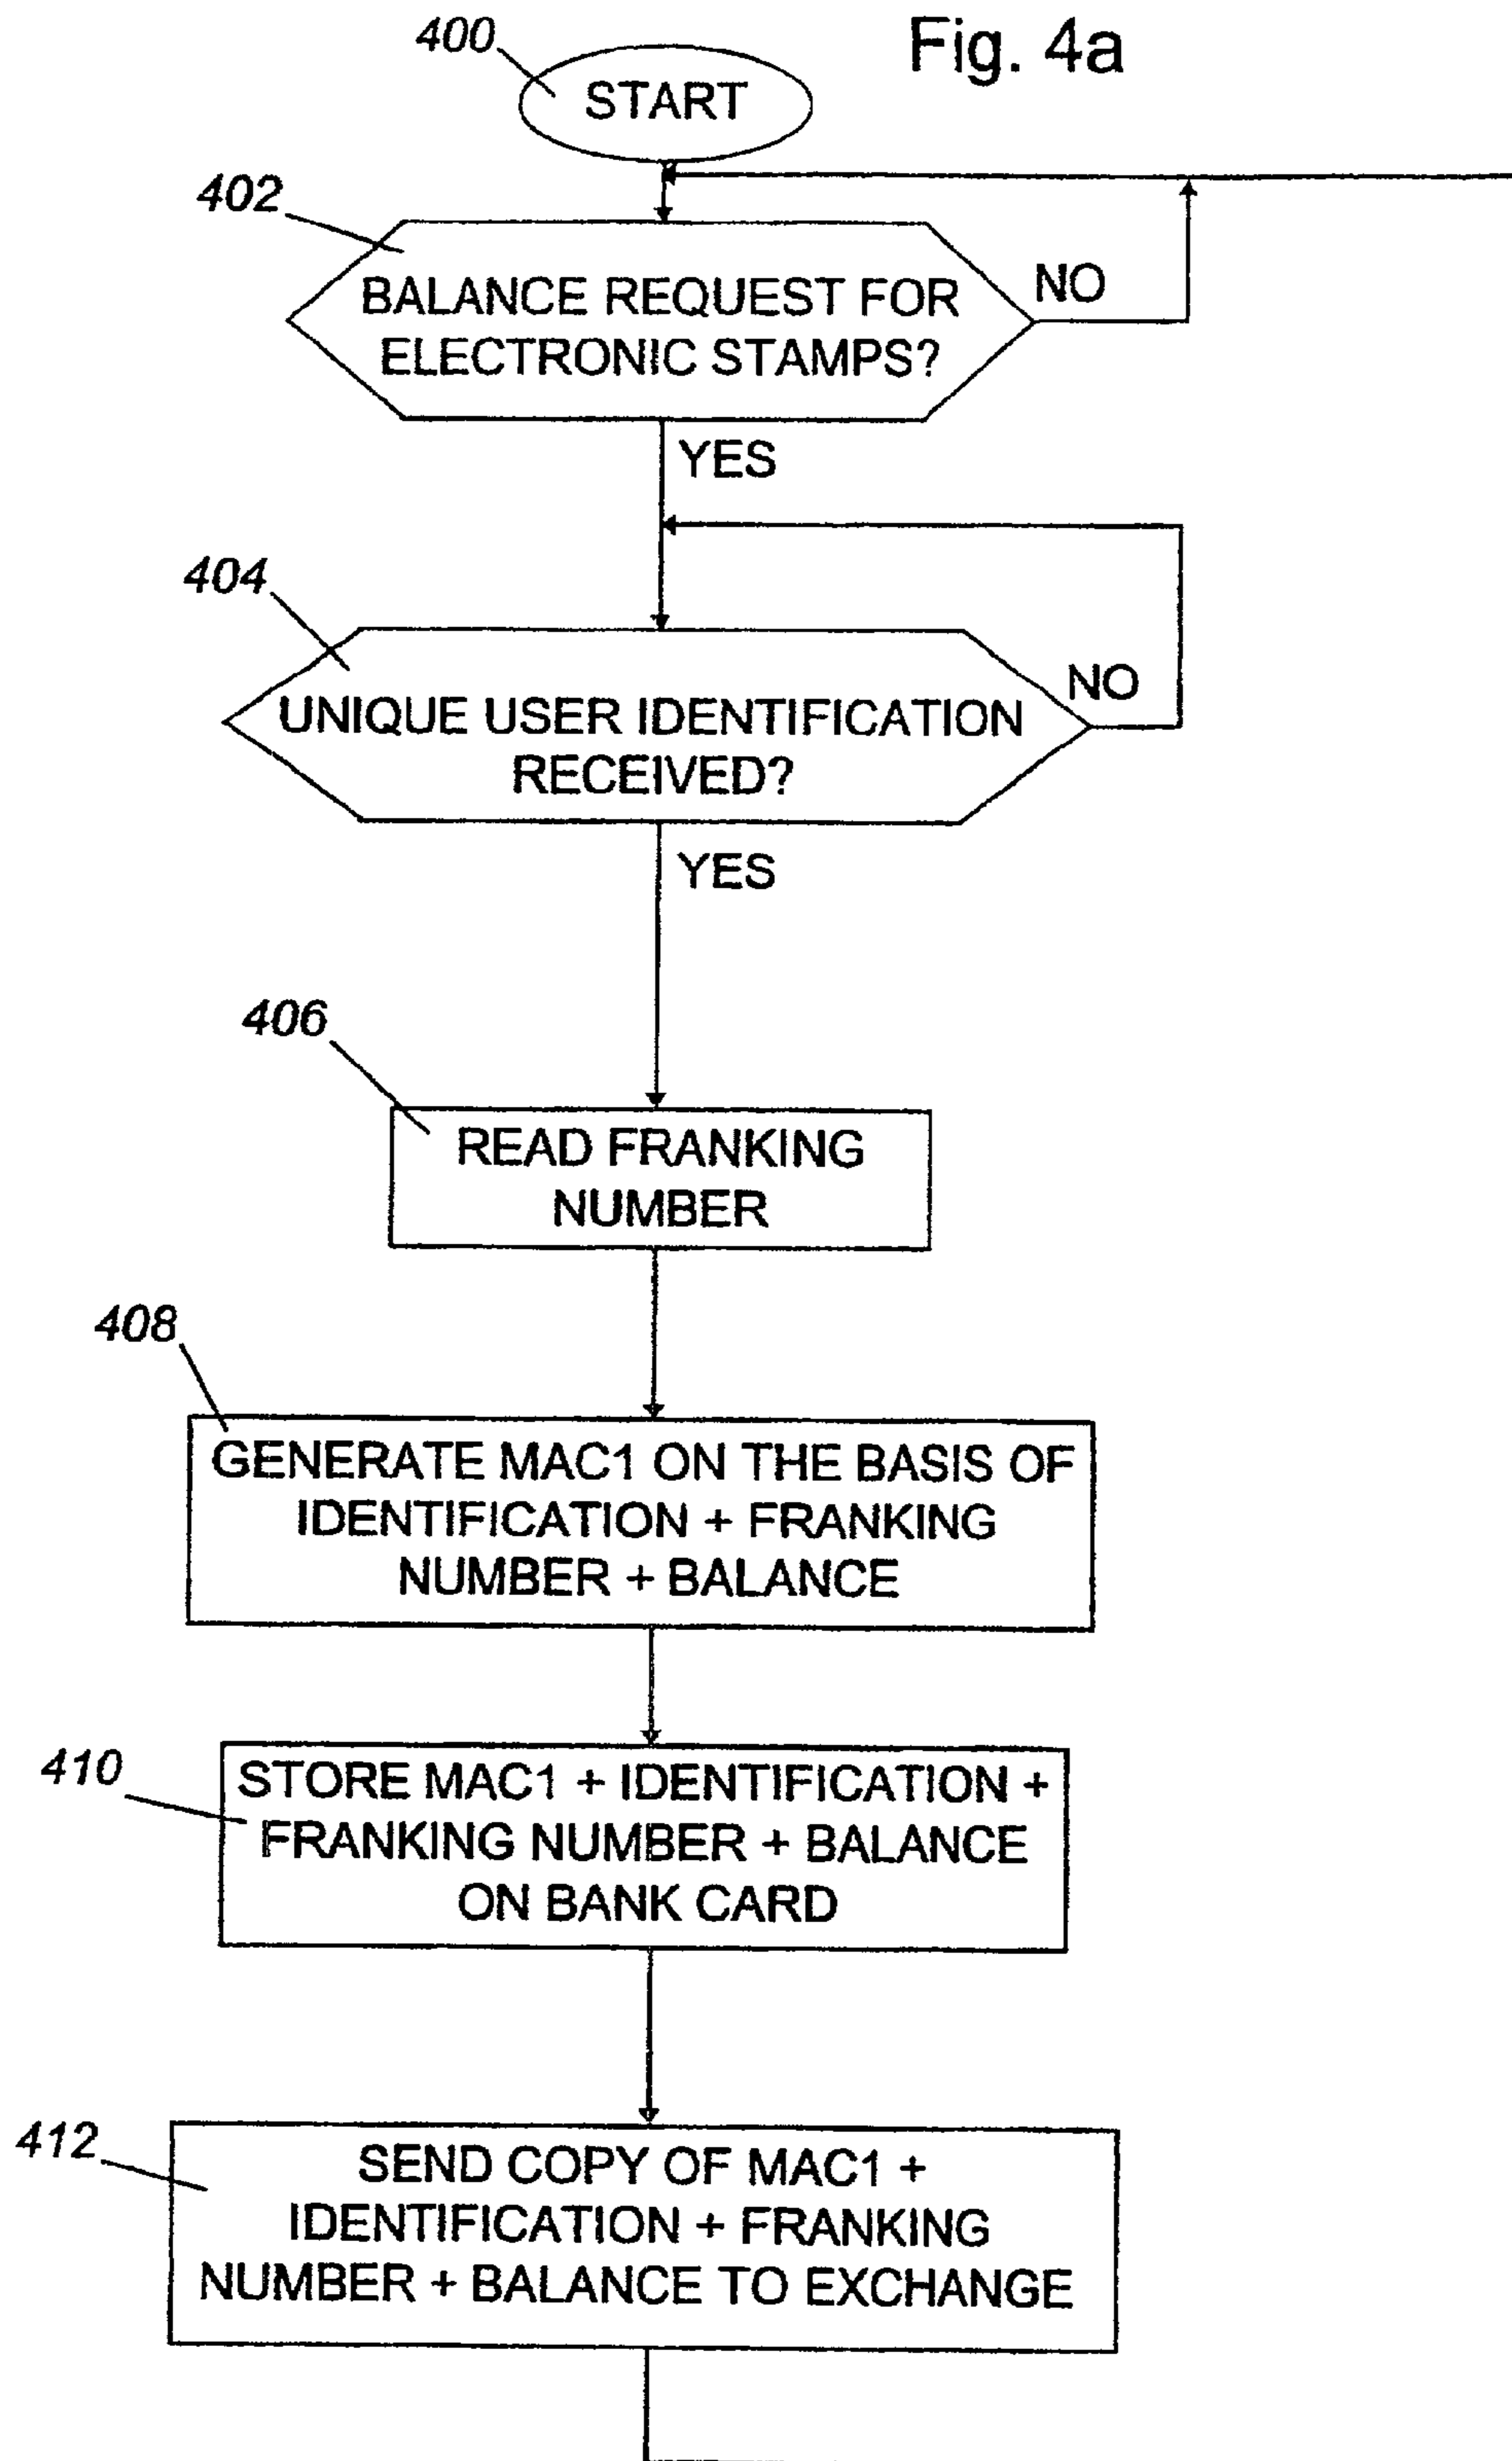 Fig. 4a
400
START
402
BALANCE REQUEST FOR
ELECTRONIC STAMPS?
NO
YES
404
UNIQUE USER IDENTIFICATION
RECEIVED?
NO
YES
406
READ FRANKING
NUMBER
408
GENERATE MAC1 ON THE BASIS OF
IDENTIFICATION + FRANKING
NUMBER + BALANCE
410
STORE MAC1 + IDENTIFICATION +
FRANKING NUMBER + BALANCE
ON BANK CARD
412
SEND COPY OF MAC1 +
IDENTIFICATION + FRANKING
NUMBER + BALANCE TO EXCHANGE